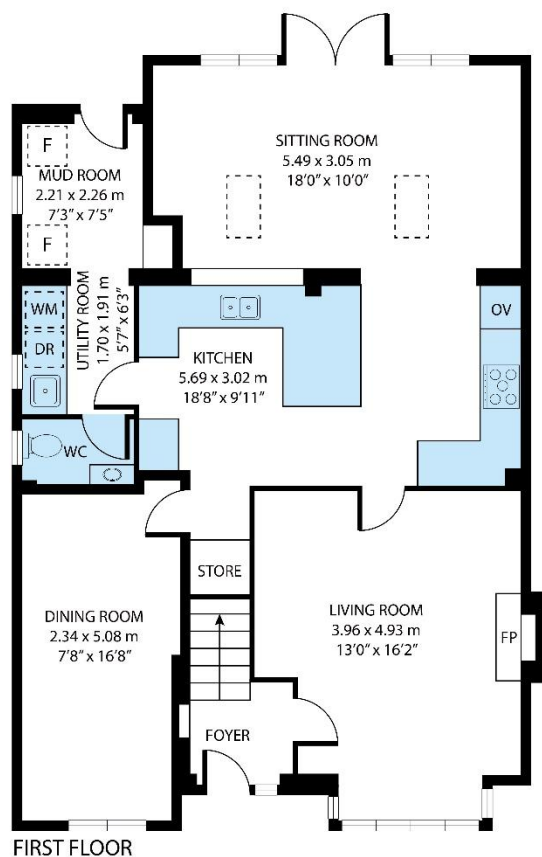 SITTING ROOM
5.49 x 3.05 m
18'0" x 10'0"
F
MUD ROOM
2.21 x 2.26 m
7'3" x 7'5"
F
UTILITY ROOM
1.70 x 1.91 m
5'7" x 6'3"
WM
DR
OV
KITCHEN
5.69 x 3.02 m
18'8" x 9'11"
WC
STORE
DINING ROOM
2.34 x 5.08 m
7'8" x 16'8"
LIVING ROOM
3.96 x 4.93 m
13'0" x 16'2"
FP
FOYER
FIRST FLOOR